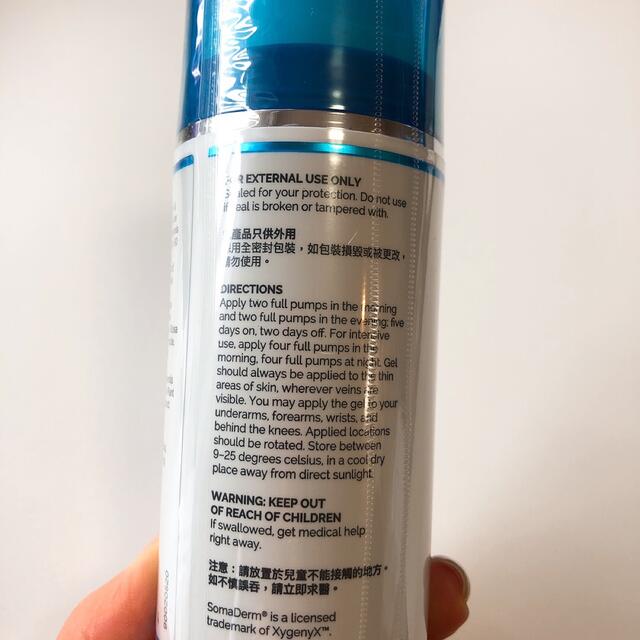 FOR EXTERNAL USE ONLY
Sealed for your protection. Do not use
if seal is broken or tampered with.
產品只供外用
用全密封包裝，如包裝損毀或被更改，
請勿使用。
DIRECTIONS
Apply two full pumps in the morning
and two full pumps in the evening; five
days on, two days off. For intensive
use, apply four full pumps in the
morning, four full pumps at night. Gel
should always be applied to the thin
areas of skin, wherever veins are
visible. You may apply the gel to your
underarms, forearms, wrists, and
behind the knees. Applied locations
should be rotated. Store between
9–25 degrees celsius, in a cool dry
place away from direct sunlight.
WARNING: KEEP OUT
OF REACH OF CHILDREN
If swallowed, get medical help
right away.
注意：請放置於兒童不能接觸的地方。
如不慎誤吞，請立即求醫。
SomaDerm® is a licensed
trademark of XygenyX™.